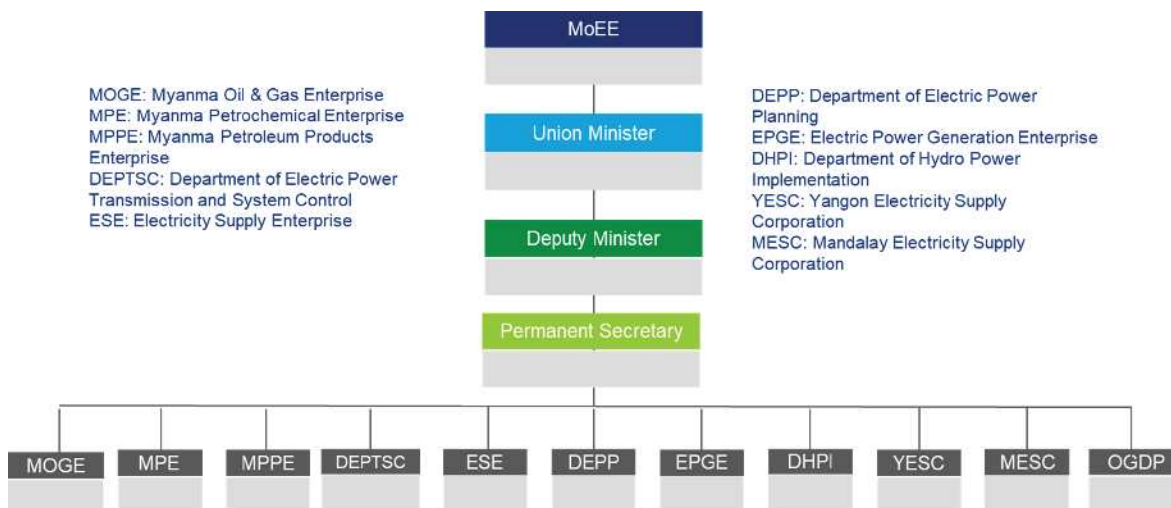 MoEE
MOGE: Myanma Oil & Gas Enterprise
MPE: Myanma Petrochemical Enterprise
MPPE: Myanma Petroleum Products
Enterprise
DEPTSC: Department of Electric Power
Transmission and System Control
ESE: Electricity Supply Enterprise
Union Minister
Deputy Minister
Permanent Secretary
DEPP: Department of Electric Power
Planning
EPGE: Electric Power Generation Enterprise
DHPI: Department of Hydro Power
Implementation
YESC: Yangon Electricity Supply
Corporation
MESC: Mandalay Electricity Supply
Corporation
MOGE
MPE
MPPE
DEPTSC
ESE
DEPP
EPGE
DHPI
YESC
MESC
OGDP